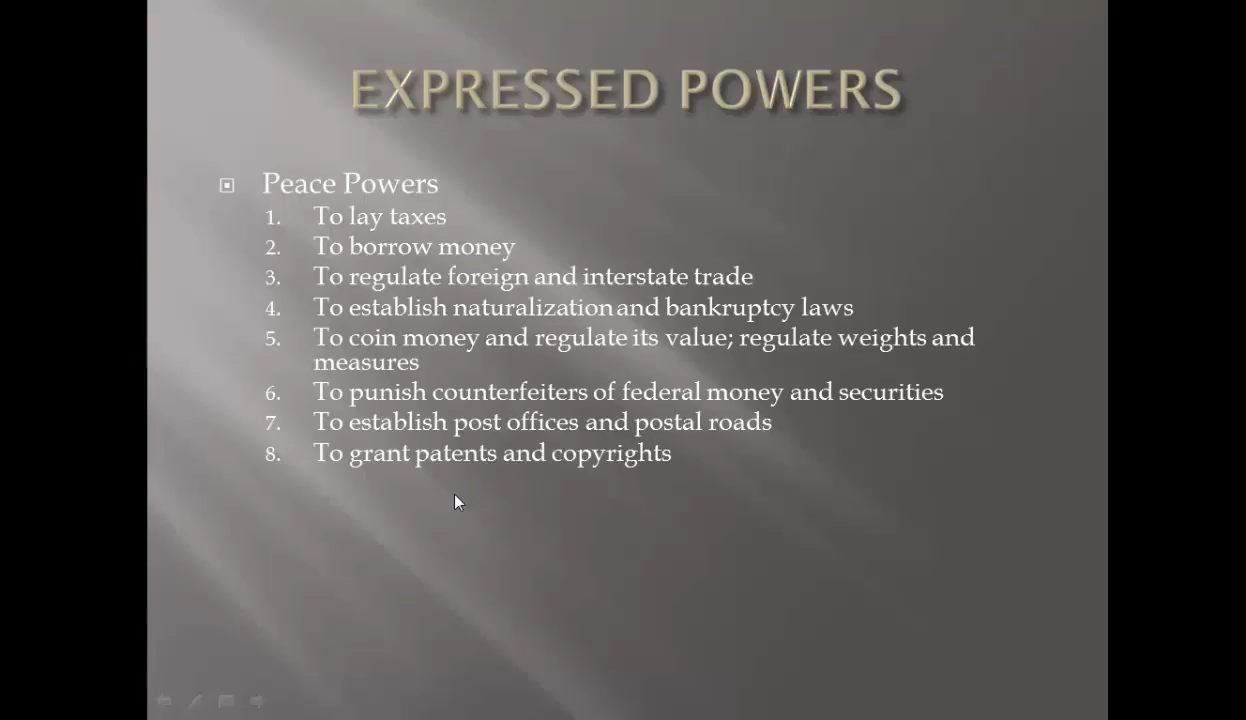 EXPRESSED POWERS
Peace Powers
1. To lay taxes
2. To borrow money
3. To regulate foreign and interstate trade
4. To establish naturalization and bankruptcy laws
5. To coin money and regulate its value; regulate weights and
measures
6. To punish counterfeiters of federal money and securities
7. To establish post offices and postal roads
8. To grant patents and copyrights